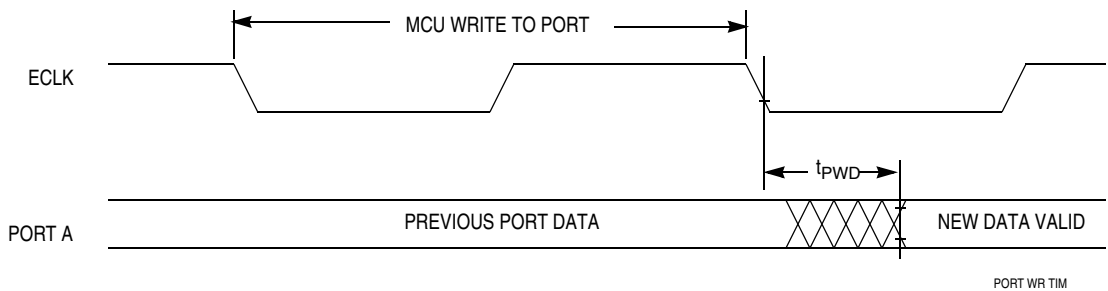 MCU WRITE TO PORT
ECLK
tPWD
PREVIOUS PORT DATA
NEW DATA VALID
PORT A
PORT WR TIM